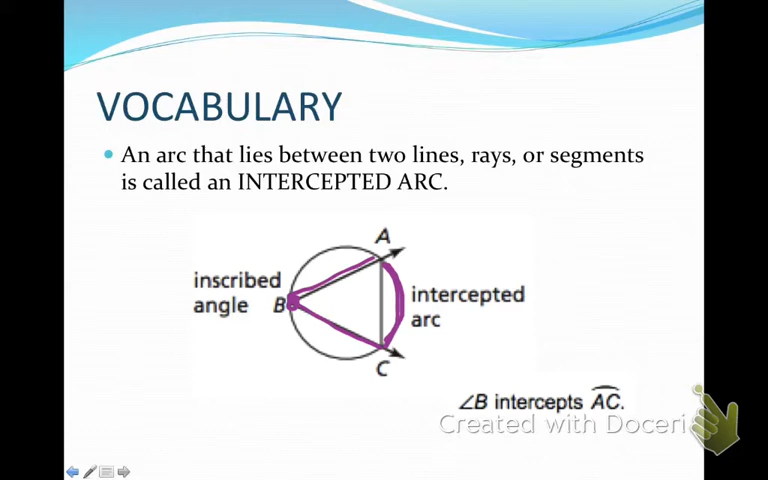 VOCABULARY
An arc that lies between two lines, rays, or segments
is called an INTERCEPTED ARC.
A
inscribed
angle
B
intercepted
arc
C
∠B intercepts AC.
Created with Doceri